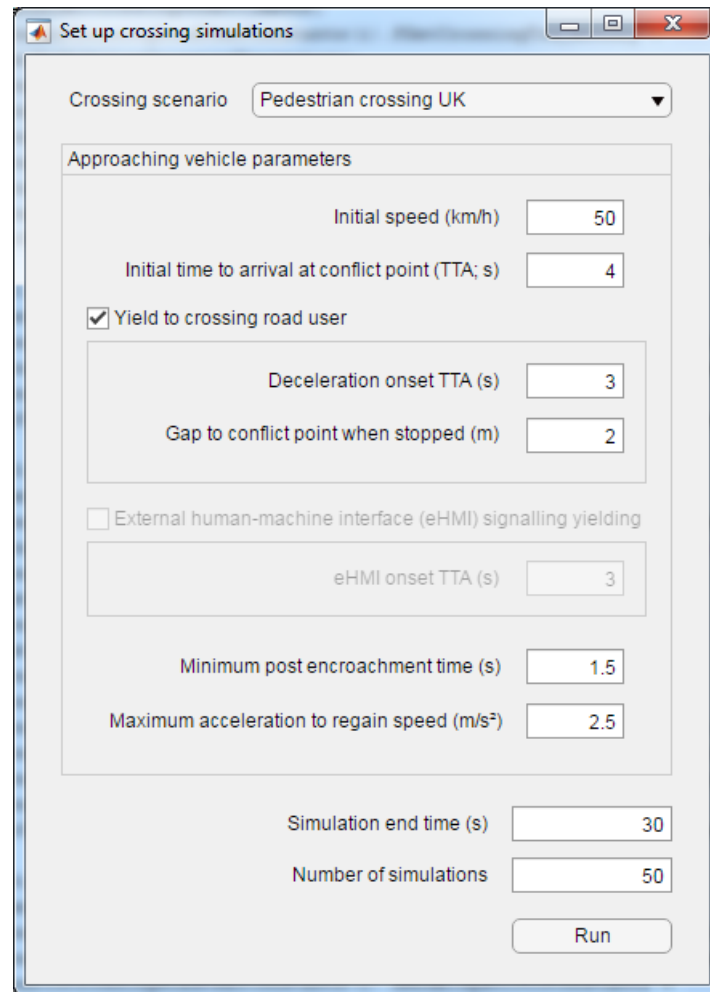 Set up crossing simulations
Crossing scenario Pedestrian crossing UK
Approaching vehicle parameters
Initial speed (km/h) 50
Initial time to arrival at conflict point (TTA; s) 4
Yield to crossing road user
Deceleration onset TTA (s) 3
Gap to conflict point when stopped (m) 2
External human-machine interface (eHMI) signalling yielding
eHMI onset TTA (s) 3
Minimum post encroachment time (s) 1.5
Maximum acceleration to regain speed (m/s²) 2.5
Simulation end time (s) 30
Number of simulations 50
Run